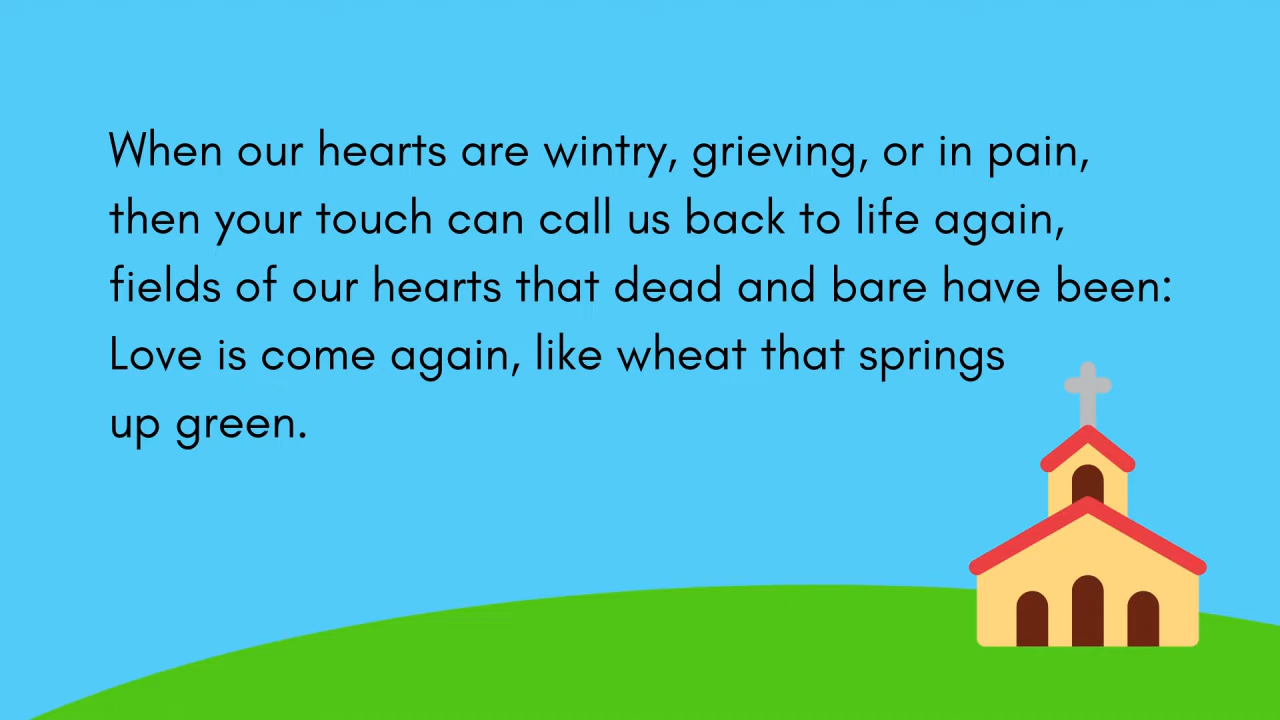 When our hearts are wintry, grieving, or in pain,
then your touch can call us back to life again,
fields of our hearts that dead and bare have been:
Love is come again, like wheat that springs
up green.